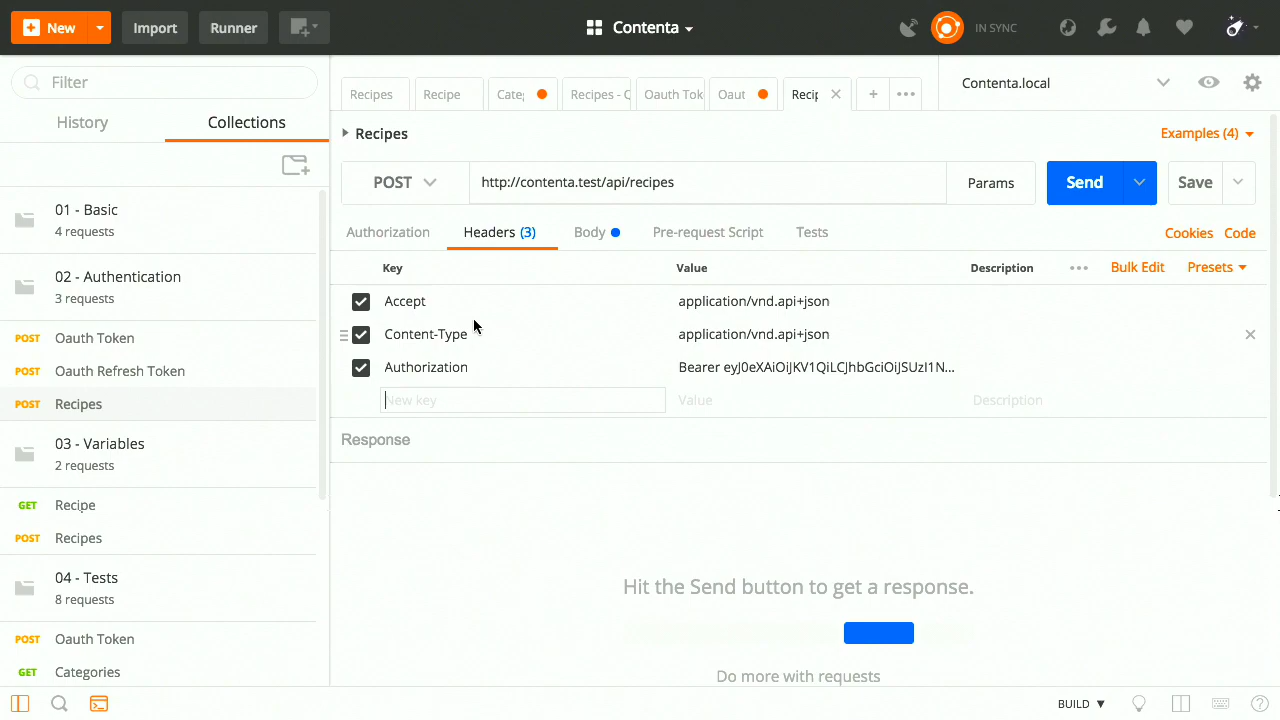 New
Import
Runner
Contenta
IN SYNC
Filter
History
Collections
01 - Basic
4 requests
02 - Authentication
3 requests
POST Oauth Token
POST Oauth Refresh Token
POST Recipes
03 - Variables
2 requests
GET Recipe
POST Recipes
04 - Tests
8 requests
POST Oauth Token
GET Categories
Recipes
Recipe
Cate
Recipes - C
Oauth Tok
Oaut
Recip
Contenta.local
Recipes
Examples (4)
POST
http://contenta.test/api/recipes
Params
Send
Save
Authorization
Headers (3)
Body
Pre-request Script
Tests
Cookies
Code
Key
Value
Description
Bulk Edit
Presets
Accept
application/vnd.api+json
Content-Type
application/vnd.api+json
Authorization
New key
Value
Description
Response
Hit the Send button to get a response.
Do more with requests
BUILD